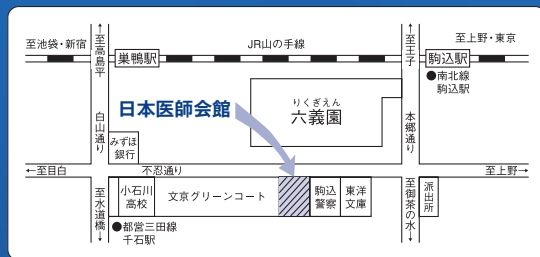 ←至高島平
至池袋・新宿
巣鴨駅
JR山の手線
至王子→
至上野・東京
駒込駅
●南北線
駒込駅
白山通り
日本医師会館
りくぎえん
六義園
本郷通り
みずほ
銀行
←至目白
不忍通り
至上野→
至水道橋→
小石川
高校
文京グリーンコート
駒込
警察
東洋
文庫
至御茶の水→
派出所
●都営三田線
千石駅